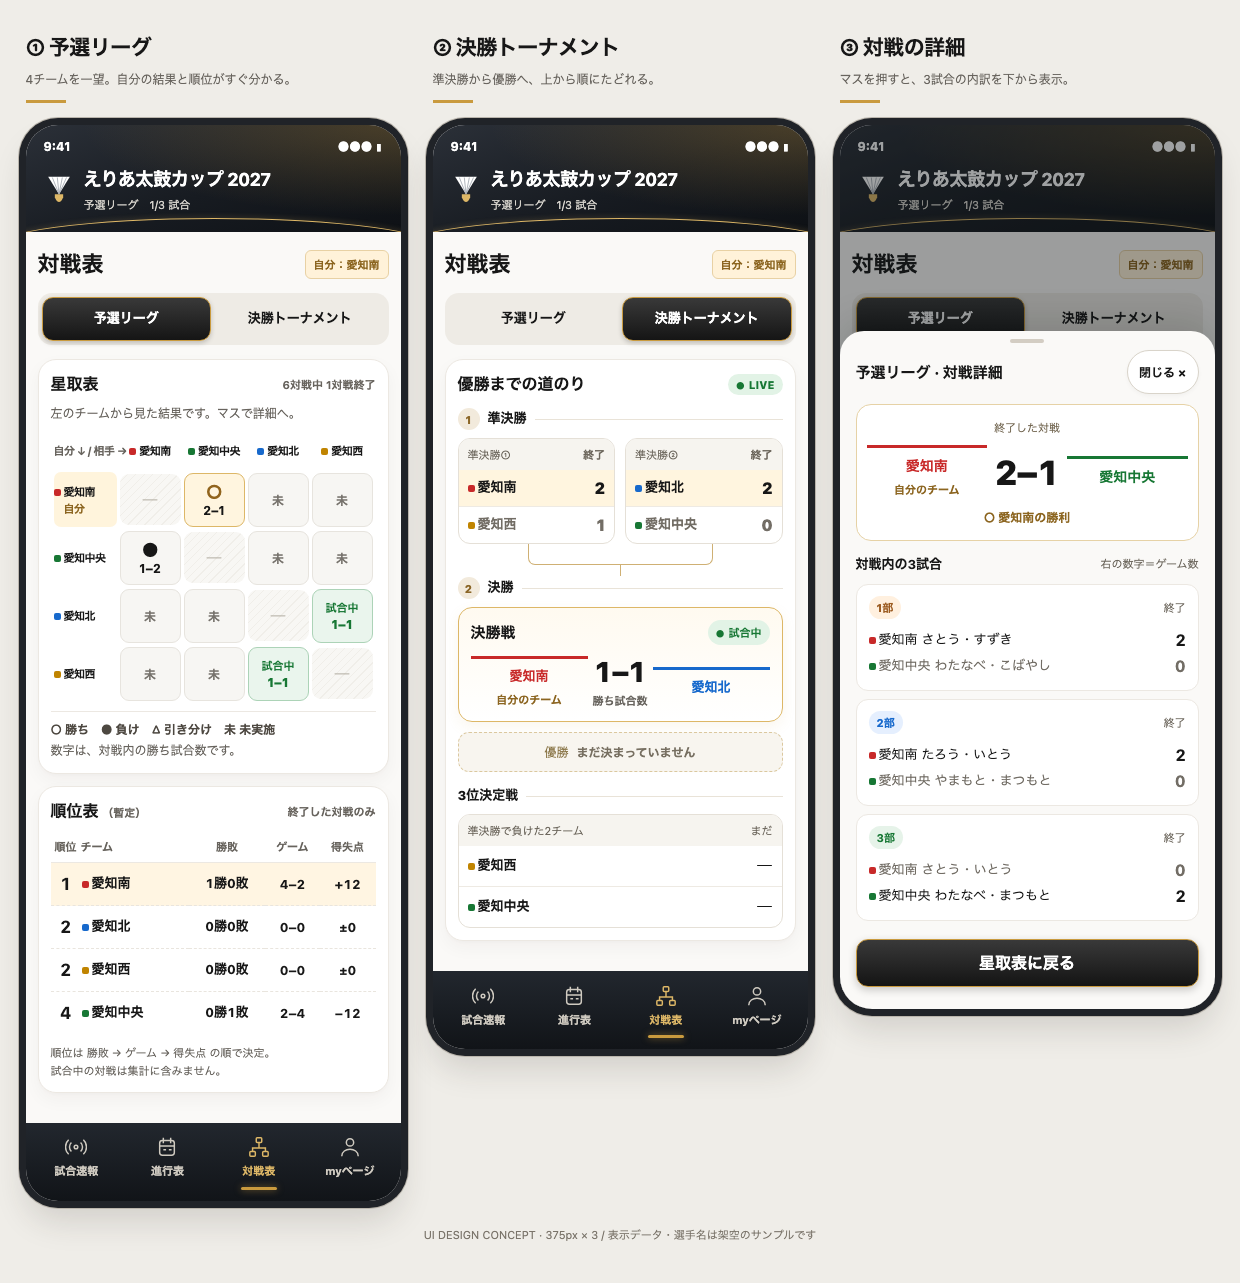 ① 予選リーグ
4チームを一望。自分の結果と順位がすぐ分かる。
9:41
えりあ太鼓カップ 2027
予選リーグ 1/3 試合
対戦表
自分：愛知南
予選リーグ 決勝トーナメント
星取表 6対戦中 1対戦終了
左のチームから見た結果です。マスで詳細へ。
自分 ↓ / 相手 → 愛知南 愛知中央 愛知北 愛知西
愛知南 自分 — ○ 2–1 未 未
愛知中央 ● 1–2 — 未 未
愛知北 未 未 — 試合中 1–1
愛知西 未 未 試合中 1–1 —
○ 勝ち ● 負け △ 引き分け 未 未実施
数字は、対戦内の勝ち試合数です。
順位表 （暫定） 終了した対戦のみ
順位 チーム 勝敗 ゲーム 得失点
1 愛知南 1勝0敗 4–2 +12
2 愛知北 0勝0敗 0–0 ±0
2 愛知西 0勝0敗 0–0 ±0
4 愛知中央 0勝1敗 2–4 −12
順位は 勝敗 → ゲーム → 得失点 の順で決定。
試合中の対戦は集計に含みません。
試合速報 進行表 対戦表 myページ
② 決勝トーナメント
準決勝から優勝へ、上から順にたどれる。
9:41
えりあ太鼓カップ 2027
予選リーグ 1/3 試合
対戦表
自分：愛知南
予選リーグ 決勝トーナメント
優勝までの道のり ● LIVE
1 準決勝
準決勝① 終了
愛知南 2
愛知西 1
準決勝② 終了
愛知北 2
愛知中央 0
2 決勝
決勝戦 ● 試合中
愛知南 1–1 愛知北
自分のチーム 勝ち試合数
優勝 まだ決まっていません
3位決定戦
準決勝で負けた2チーム まだ
愛知西 —
愛知中央 —
試合速報 進行表 対戦表 myページ
③ 対戦の詳細
マスを押すと、3試合の内訳を下から表示。
9:41
えりあ太鼓カップ 2027
予選リーグ 1/3 試合
対戦表
自分：愛知南
予選リーグ 決勝トーナメント
予選リーグ · 対戦詳細 閉じる ×
終了した対戦
愛知南 2–1 愛知中央
自分のチーム
○ 愛知南の勝利
対戦内の3試合 右の数字＝ゲーム数
1部 終了
愛知南 さとう・すずき 2
愛知中央 わたなべ・こばやし 0
2部 終了
愛知南 たろう・いとう 2
愛知中央 やまもと・まつもと 0
3部 終了
愛知南 さとう・いとう 0
愛知中央 わたなべ・まつもと 2
星取表に戻る
UI DESIGN CONCEPT · 375px × 3 / 表示データ・選手名は架空のサンプルです